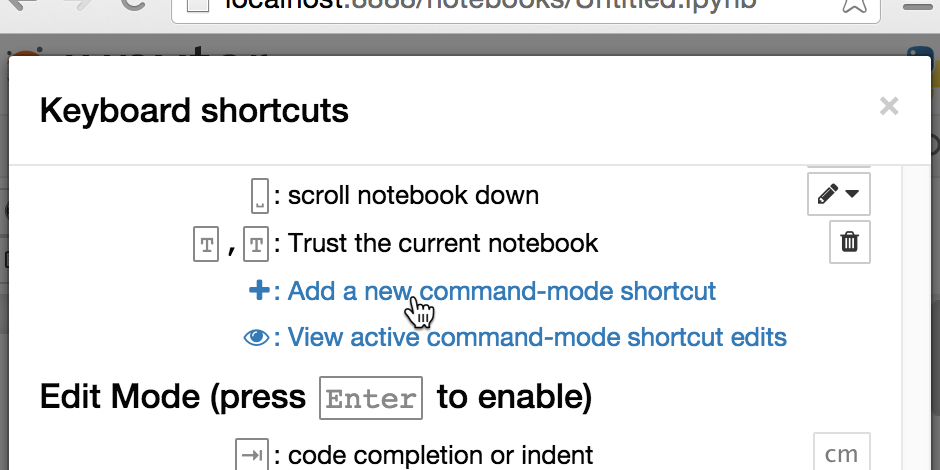 localhost:8888/notebooks/Untitled.ipynb
Keyboard shortcuts
: scroll notebook down
T , T : Trust the current notebook
: Add a new command-mode shortcut
: View active command-mode shortcut edits
Edit Mode (press Enter to enable)
: code completion or indent cm